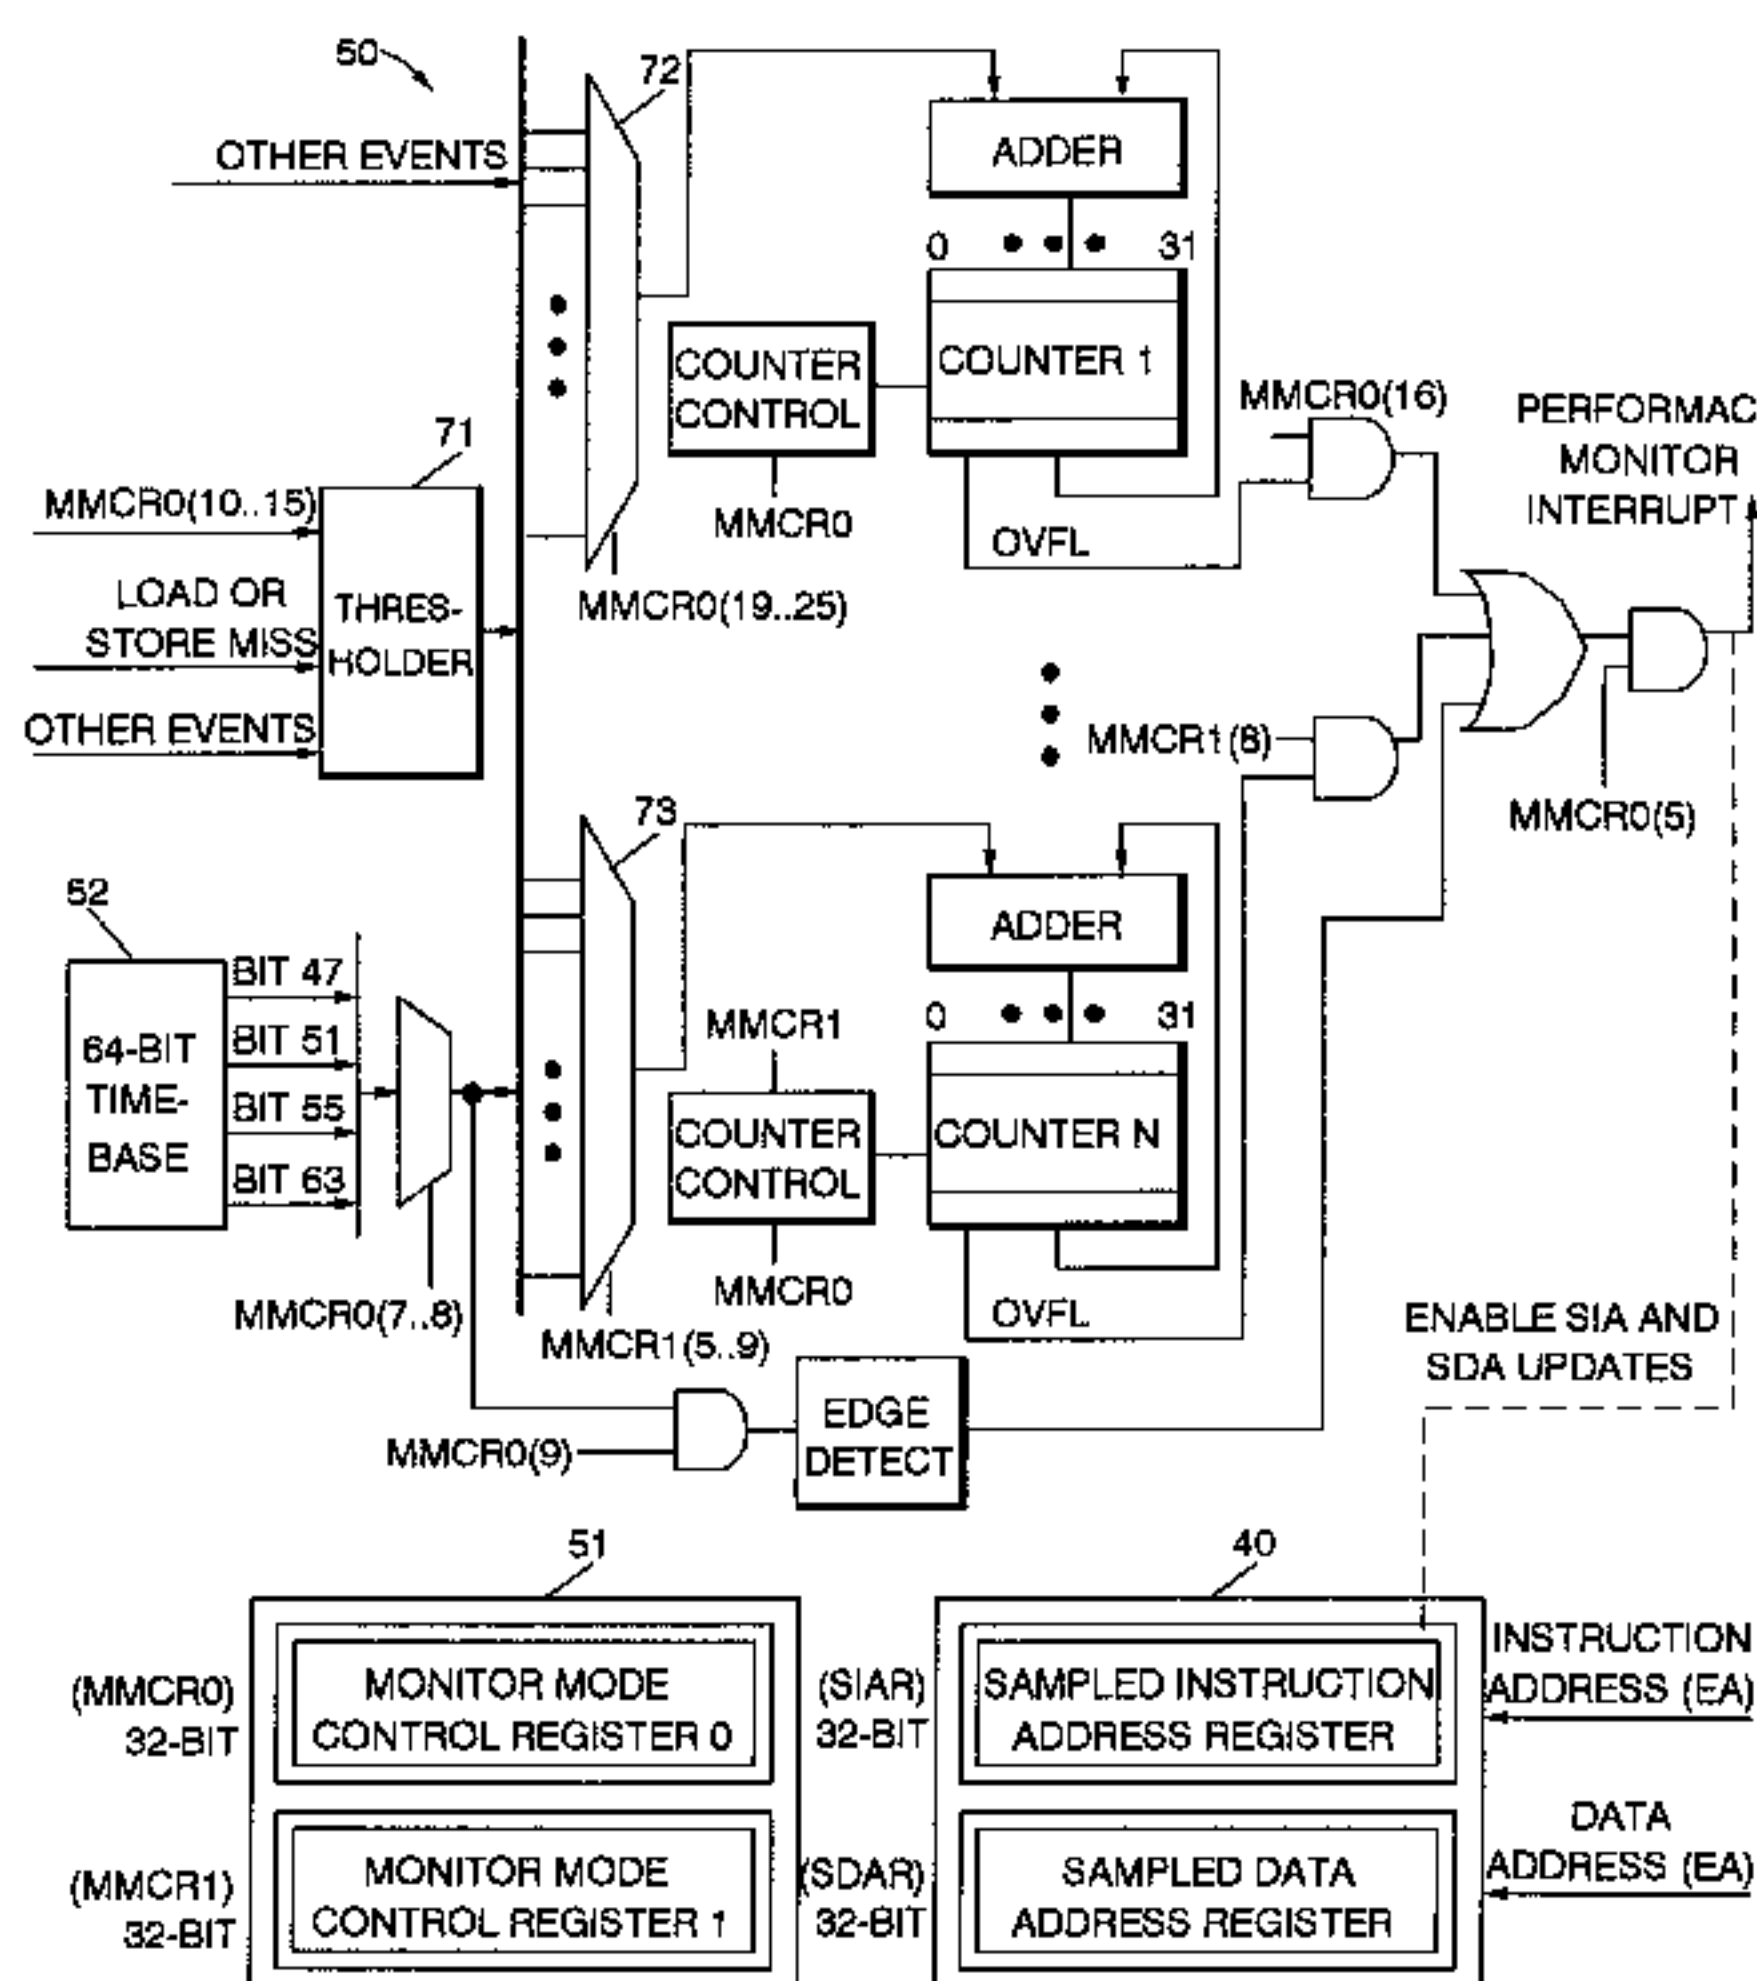 50
72
OTHER EVENTS
ADDER
0
31
COUNTER
CONTROL
COUNTER 1
MMCR0
OVFL
MMCR0(16)
PERFORMAC
MONITOR
INTERRUPT
71
MMCR0(10..15)
LOAD OR
STORE MISS
OTHER EVENTS
THRES-
HOLDER
MMCR0(19..25)
MMCR1(8)
MMCR0(5)
73
52
64-BIT
TIME-
BASE
BIT 47
BIT 51
BIT 55
BIT 63
MMCR0(7..8)
ADDER
0
31
MMCR1
COUNTER
CONTROL
COUNTER N
MMCR0
OVFL
MMCR1(5..9)
MMCR0(9)
EDGE
DETECT
ENABLE SIA AND
SDA UPDATES
51
40
(MMCR0)
32-BIT
MONITOR MODE
CONTROL REGISTER 0
(SIAR)
32-BIT
SAMPLED INSTRUCTION
ADDRESS REGISTER
INSTRUCTION
ADDRESS (EA)
(MMCR1)
32-BIT
MONITOR MODE
CONTROL REGISTER 1
(SDAR)
32-BIT
SAMPLED DATA
ADDRESS REGISTER
DATA
ADDRESS (EA)